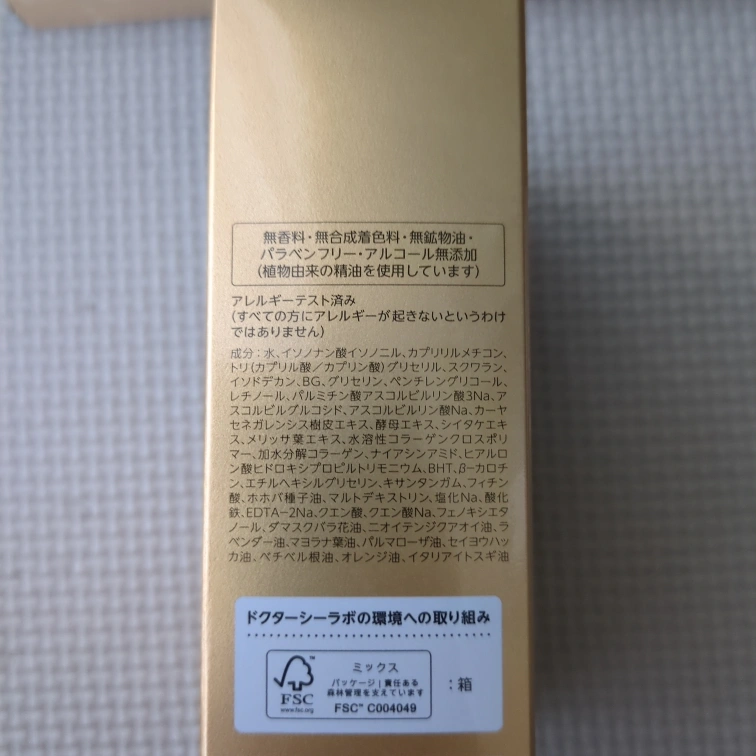 無香料・無合成着色料・無鉱物油・
パラベンフリー・アルコール無添加
(植物由来の精油を使用しています)
アレルギーテスト済み
(すべての方にアレルギーが起きないというわけ
ではありません)
成分：水、イソノナン酸イソノニル、カプリリルメチコン、
トリ(カプリル酸／カプリン酸)グリセリル、スクワラン、
イソドデカン、BG、グリセリン、ペンチレングリコール、
レチノール、パルミチン酸アスコルビルリン酸3Na、ア
スコルビルグルコシド、アスコルビルリン酸Na、カーヤ
セネガレンシス樹皮エキス、酵母エキス、シイタケエキ
ス、メリッサ葉エキス、水溶性コラーゲンクロスポリ
マー、加水分解コラーゲン、ナイアシンアミド、ヒアルロ
ン酸ヒドロキシプロピルトリモニウム、BHT、β-カロチ
ン、エチルヘキシルグリセリン、キサンタンガム、フィチン
酸、ホホバ種子油、マルトデキストリン、塩化Na、酸化
鉄、EDTA-2Na、クエン酸、クエン酸Na、フェノキシエタ
ノール、ダマスクバラ花油、ニオイテンジクアオイ油、ラ
ベンダー油、マヨラナ葉油、パルマローザ油、セイヨウハッ
カ油、ベチベル根油、オレンジ油、イタリアイトスギ油
ドクターシーラボの環境への取り組み
FSC
www.fsc.org
ミックス
パッケージ｜責任ある
森林管理を支えています
FSC™ C004049
：箱